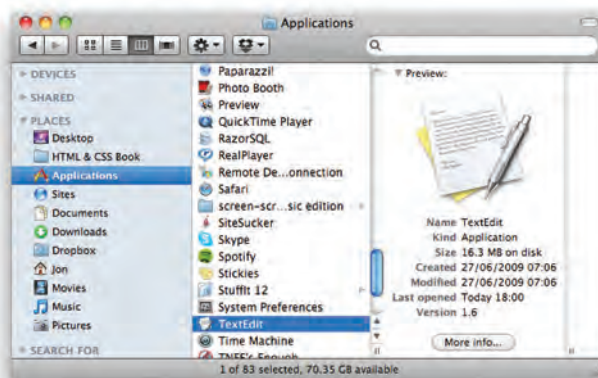 Applications
DEVICES
SHARED
PLACES
Desktop
HTML & CSS Book
Applications
Sites
Documents
Downloads
Dropbox
Jon
Movies
Music
Pictures
SEARCH FOR
Paparazzi!
Photo Booth
Preview
QuickTime Player
RazorSQL
RealPlayer
Remote De...onnection
Safari
screen-scr...sic edition
SiteSucker
Skype
Spotify
Stickies
StuffIt 12
System Preferences
TextEdit
Time Machine
TNEF's Enough
Preview:
Name TextEdit
Kind Application
Size 16.3 MB on disk
Created 27/06/2009 07:06
Modified 27/06/2009 07:06
Last opened Today 18:00
Version 1.6
More info...
1 of 83 selected, 70.35 GB available